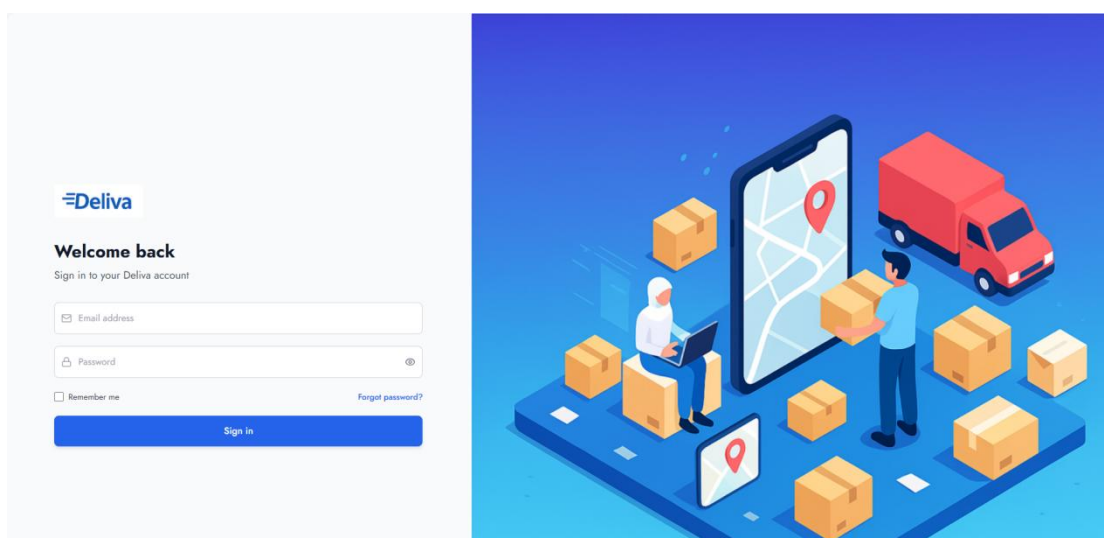 Deliva
Welcome back
Sign in to your Deliva account
Email address
Password
Remember me
Forgot password?
Sign in